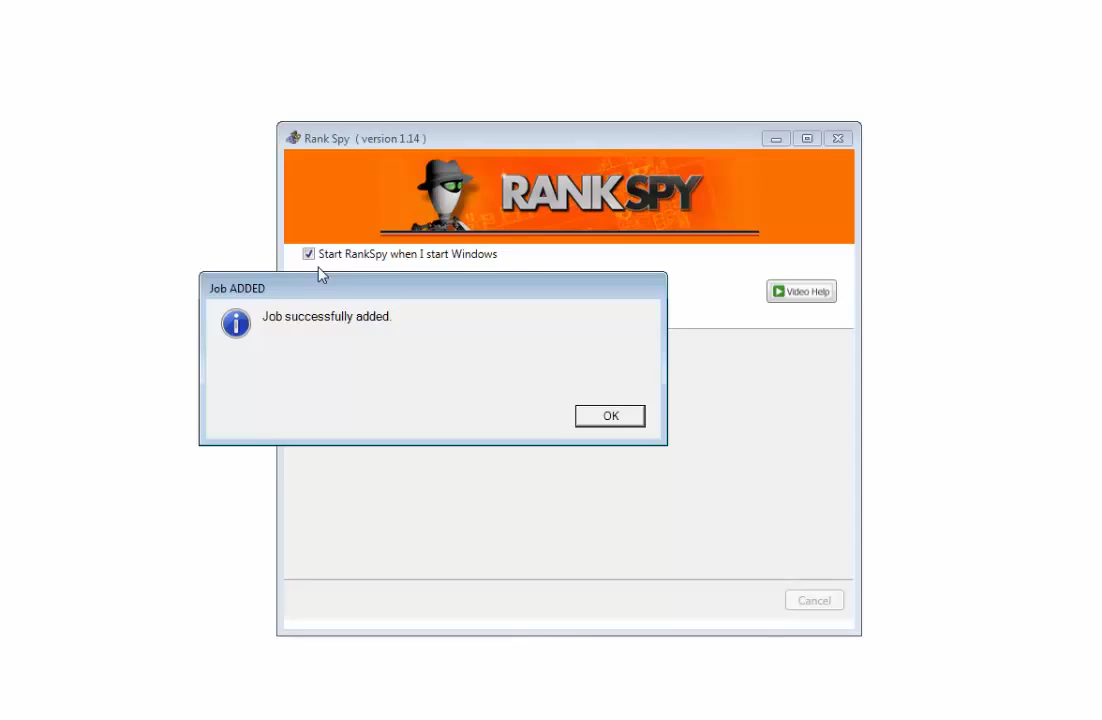 Rank Spy ( version 1.14 )
RANKSPY
Start RankSpy when I start Windows
Job ADDED
Video Help
Job successfully added.
OK
Cancel